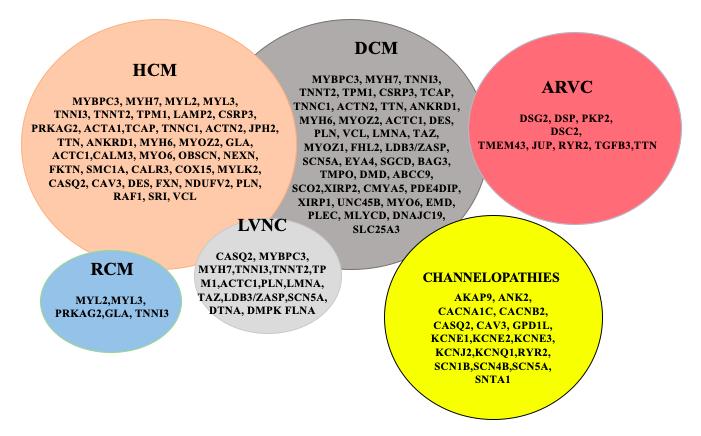 HCM
MYBPC3, MYH7, MYL2, MYL3,
TNNI3, TNNT2, TPM1, LAMP2, CSRP3,
PRKAG2, ACTA1,TCAP, TNNC1, ACTN2, JPH2,
TTN, ANKRD1, MYH6, MYOZ2, GLA,
ACTC1,CALM3, MYO6, OBSCN, NEXN,
FKTN, SMC1A, CALR3, COX15, MYLK2,
CASQ2, CAV3, DES, FXN, NDUFV2, PLN,
RAF1, SRI, VCL
DCM
MYBPC3, MYH7, TNNI3,
TNNT2, TPM1, CSRP3, TCAP,
TNNC1, ACTN2, TTN, ANKRD1,
MYH6, MYOZ2, ACTC1, DES,
PLN, VCL, LMNA, TAZ,
MYOZ1, FHL2, LDB3/ZASP,
SCN5A, EYA4, SGCD, BAG3,
TMPO, DMD, ABCC9,
SCO2,XIRP2, CMYA5, PDE4DIP,
XIRP1, UNC45B, MYO6, EMD,
PLEC, MLYCD, DNAJC19,
SLC25A3
ARVC
DSG2, DSP, PKP2,
DSC2,
TMEM43, JUP, RYR2, TGFB3,TTN
LVNC
CASQ2, MYBPC3,
MYH7,TNNI3,TNNT2,TP
M1,ACTC1,PLN,LMNA,
TAZ,LDB3/ZASP,SCN5A,
DTNA, DMPK FLNA
RCM
MYL2,MYL3,
PRKAG2,GLA, TNNI3
CHANNELOPATHIES
AKAP9, ANK2,
CACNA1C, CACNB2,
CASQ2, CAV3, GPD1L,
KCNE1,KCNE2,KCNE3,
KCNJ2,KCNQ1,RYR2,
SCN1B,SCN4B,SCN5A,
SNTA1